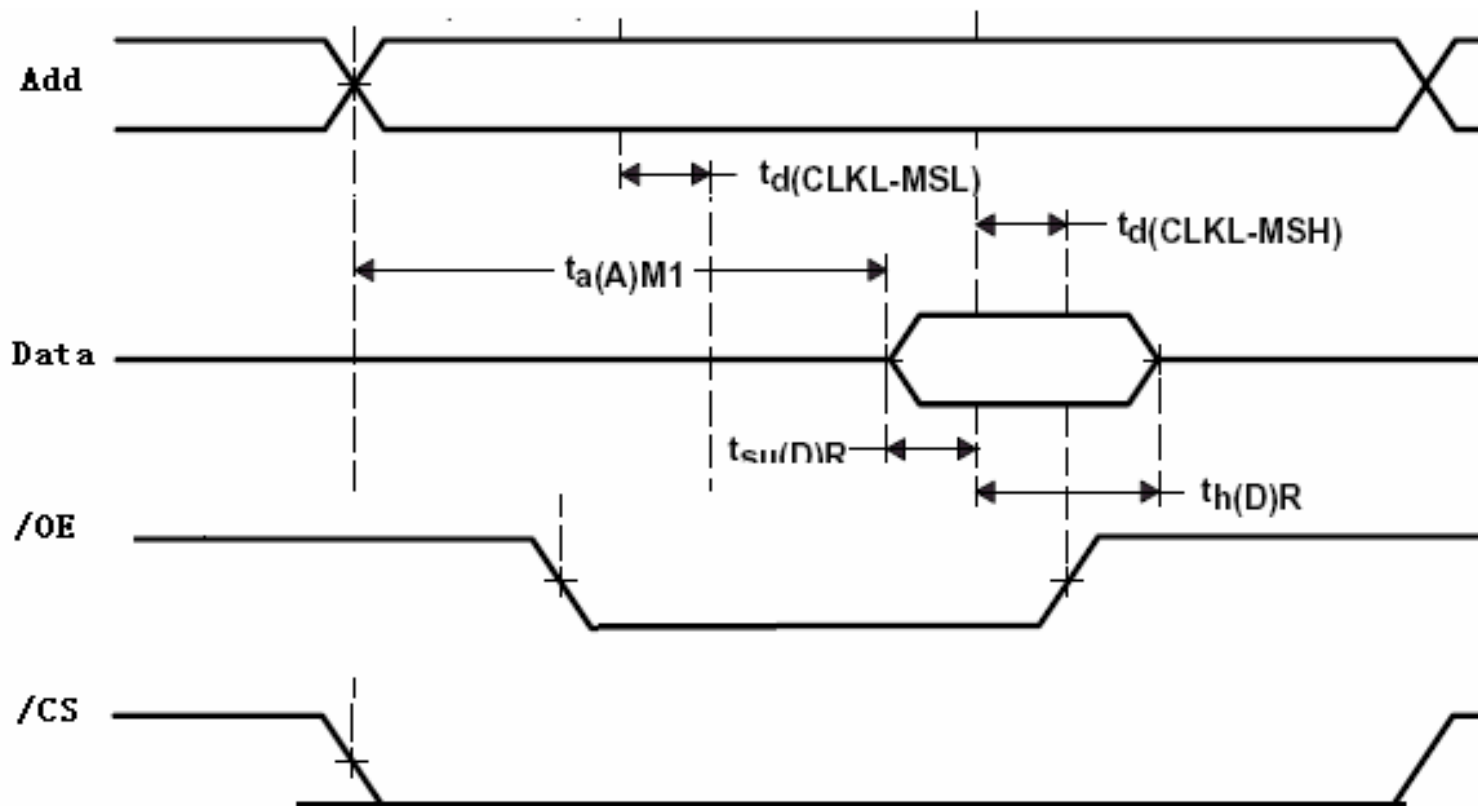 Add
td(CLKL-MSL)
td(CLKL-MSH)
ta(A)M1
Data
tsu(D)R
th(D)R
/OE
/CS